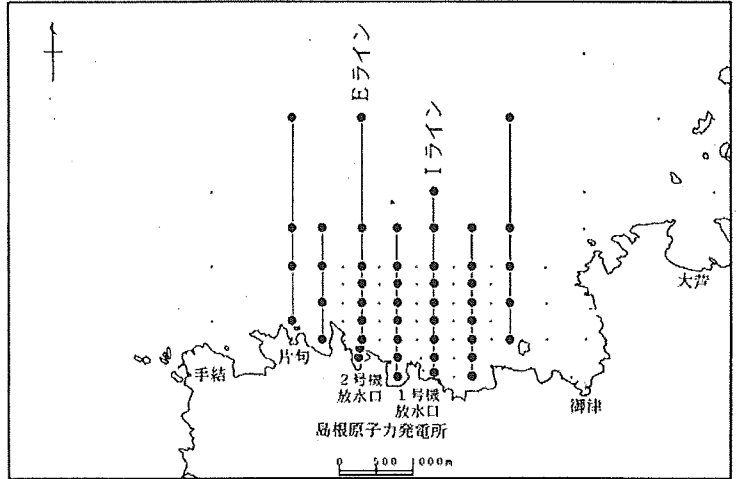 Eライン
Iライン
大芦
片句
手結
2号機
放水口
1号機
放水口
御津
島根原子力発電所
0 500 1000m